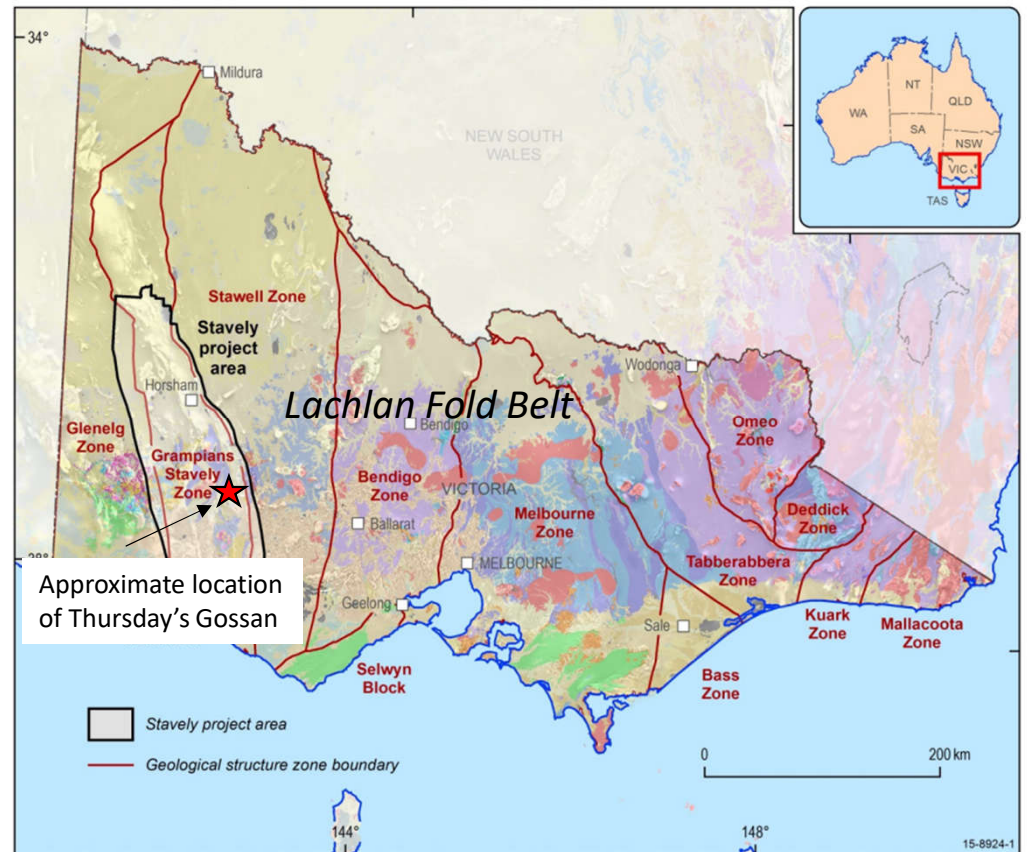 34°
Mildura
NEW SOUTH
WALES
WA
NT
QLD
SA
NSW
VIC
TAS
Stawell Zone
Stavely
project
area
Horsham
Wodonga
Lachlan Fold Belt
Bendigo
Omeo
Zone
Glenelg
Zone
Grampians
Stavely
Zone
Bendigo
Zone
VICTORIA
Melbourne
Zone
Deddick
Zone
Ballarat
MELBOURNE
Tabberabbera
Zone
38°
Approximate location
of Thursday’s Gossan
Geelong
Sale
Kuark
Zone
Mallacoota
Zone
Selwyn
Block
Bass
Zone
Stavely project area
Geological structure zone boundary
0
200 km
144°
148°
15-8924-1